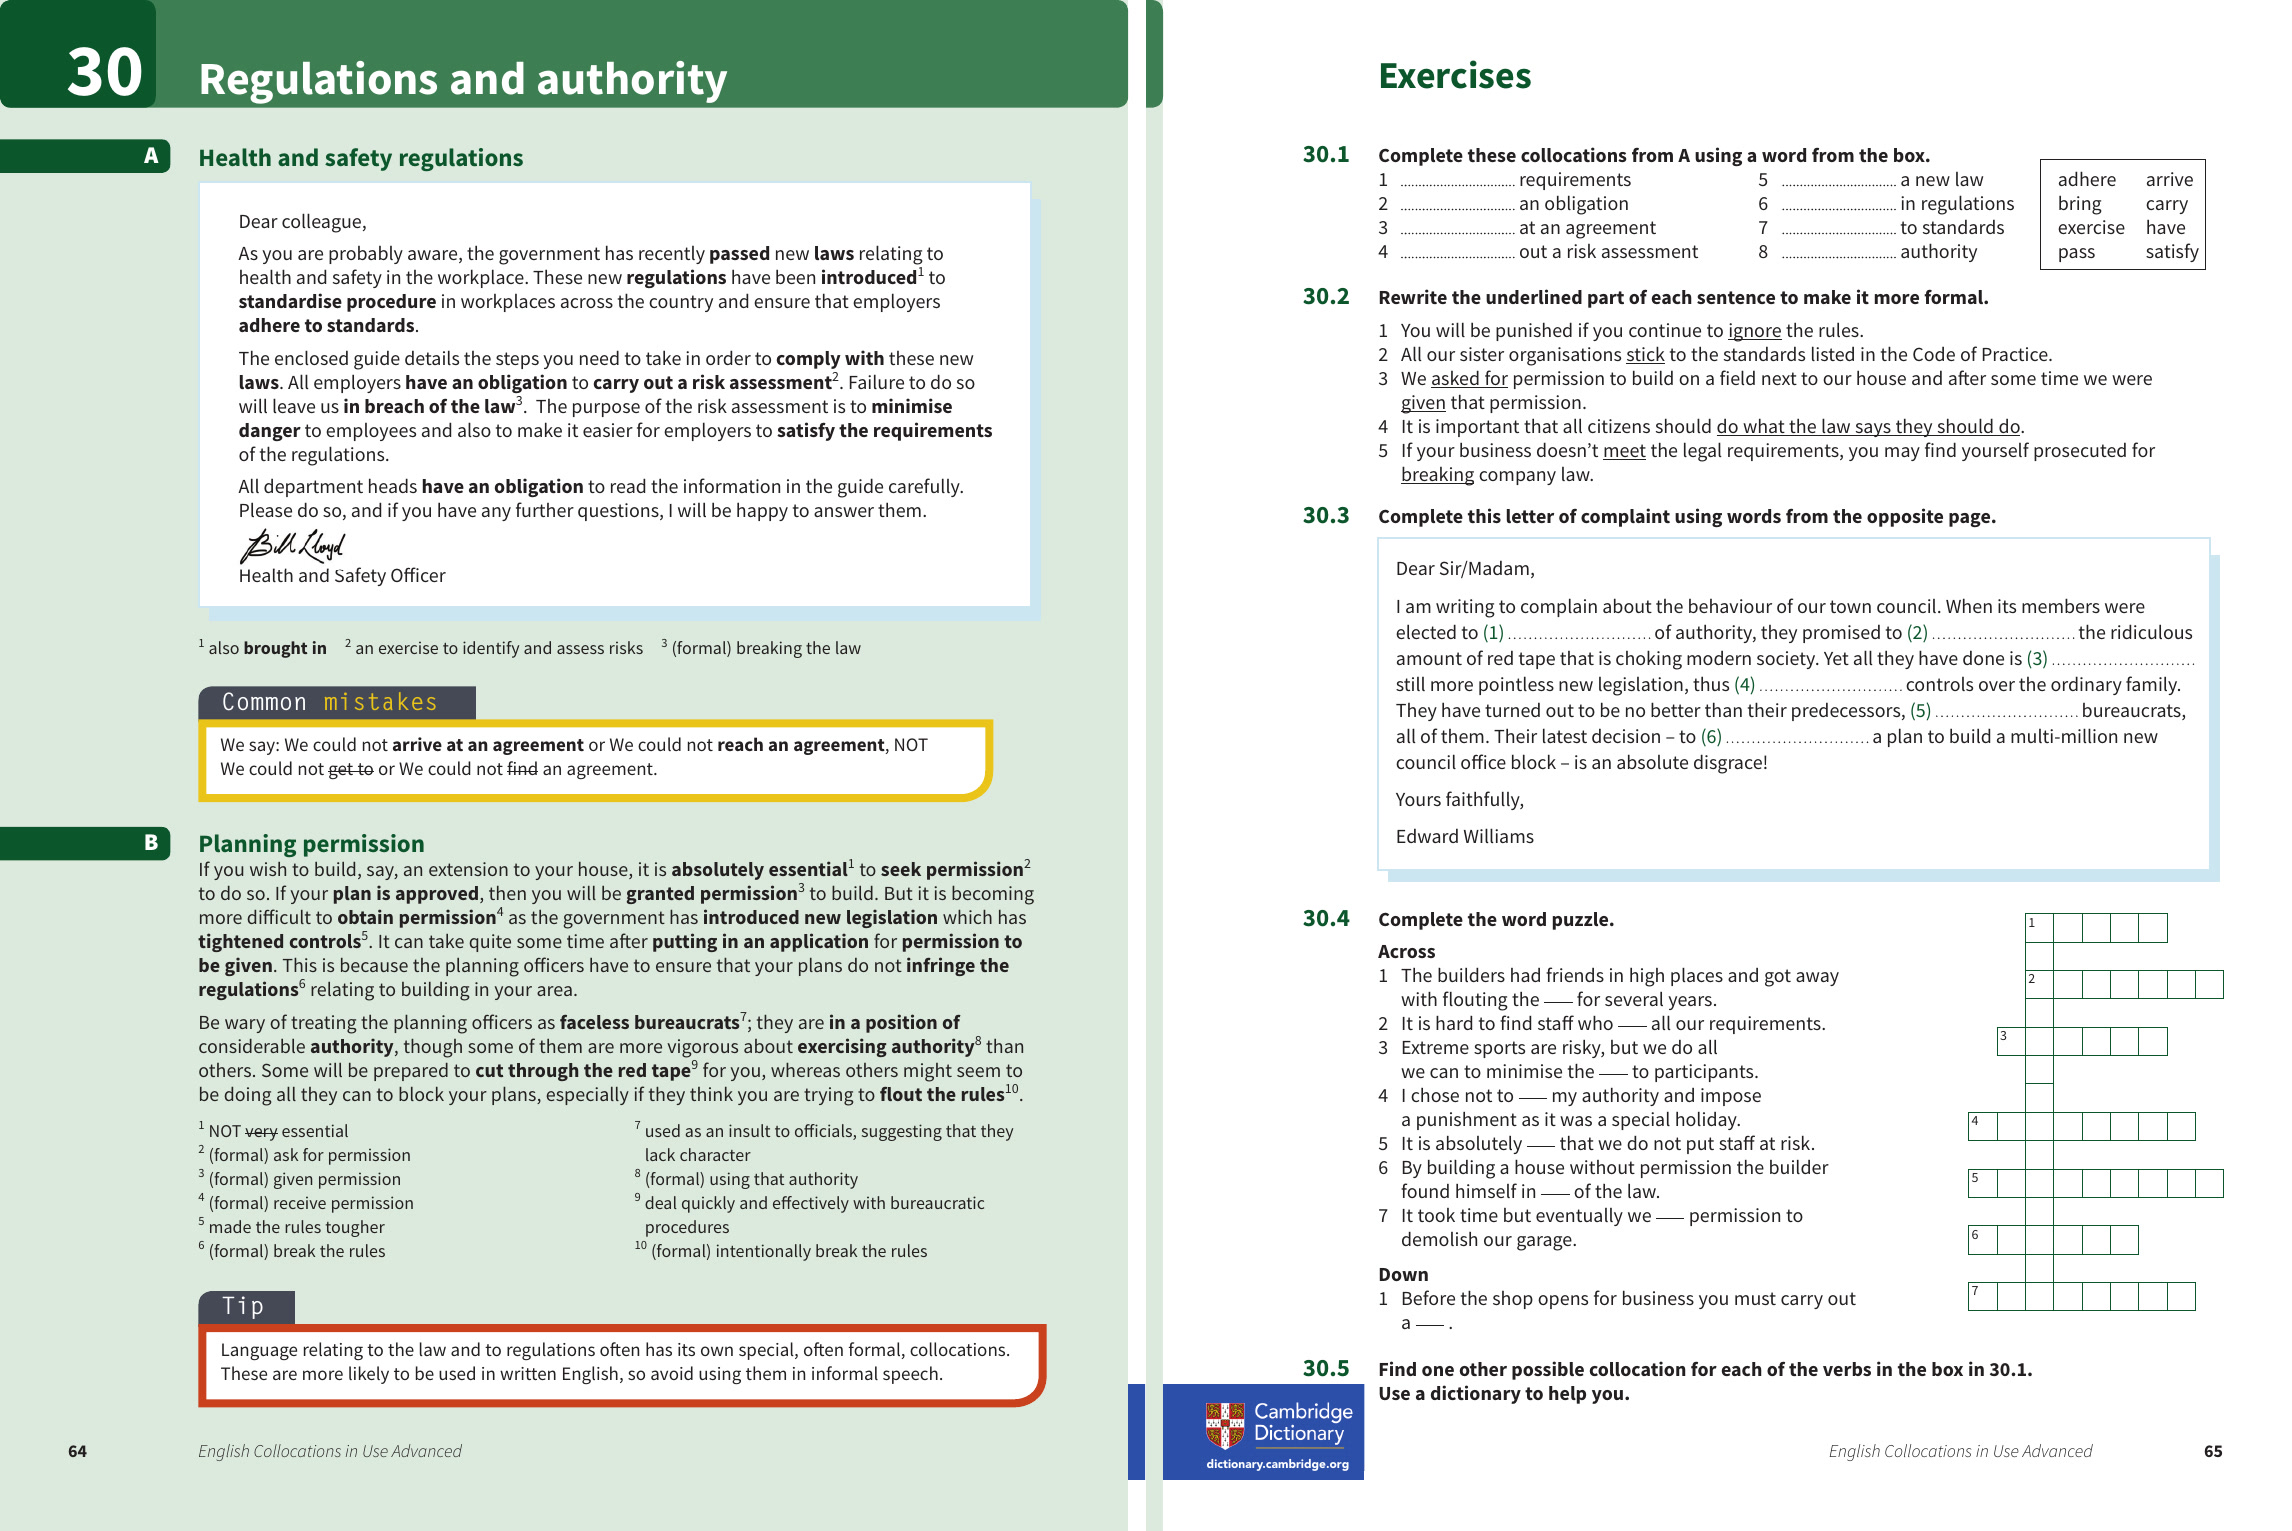 30
Regulations and authority
A
Health and safety regulations
Dear colleague,
As you are probably aware, the government has recently passed new laws relating to
health and safety in the workplace. These new regulations have been introduced1 to
standardise procedure in workplaces across the country and ensure that employers
adhere to standards.
The enclosed guide details the steps you need to take in order to comply with these new
laws. All employers have an obligation to carry out a risk assessment2. Failure to do so
will leave us in breach of the law3. The purpose of the risk assessment is to minimise
danger to employees and also to make it easier for employers to satisfy the requirements
of the regulations.
All department heads have an obligation to read the information in the guide carefully.
Please do so, and if you have any further questions, I will be happy to answer them.
Bill Lloyd
Health and Safety Officer
1 also brought in 2 an exercise to identify and assess risks 3 (formal) breaking the law
Common mistakes
We say: We could not arrive at an agreement or We could not reach an agreement, NOT
We could not get to or We could not find an agreement.
B
Planning permission
If you wish to build, say, an extension to your house, it is absolutely essential1 to seek permission2
to do so. If your plan is approved, then you will be granted permission3 to build. But it is becoming
more difficult to obtain permission4 as the government has introduced new legislation which has
tightened controls5. It can take quite some time after putting in an application for permission to
be given. This is because the planning officers have to ensure that your plans do not infringe the
regulations6 relating to building in your area.
Be wary of treating the planning officers as faceless bureaucrats7; they are in a position of
considerable authority, though some of them are more vigorous about exercising authority8 than
others. Some will be prepared to cut through the red tape9 for you, whereas others might seem to
be doing all they can to block your plans, especially if they think you are trying to flout the rules10.
1 NOT very essential
2 (formal) ask for permission
3 (formal) given permission
4 (formal) receive permission
5 made the rules tougher
6 (formal) break the rules
7 used as an insult to officials, suggesting that they
lack character
8 (formal) using that authority
9 deal quickly and effectively with bureaucratic
procedures
10 (formal) intentionally break the rules
Tip
Language relating to the law and to regulations often has its own special, often formal, collocations.
These are more likely to be used in written English, so avoid using them in informal speech.
64 English Collocations in Use Advanced
Exercises
30.1 Complete these collocations from A using a word from the box.
1 ................ requirements
2 ................ an obligation
3 ................ at an agreement
4 ................ out a risk assessment
5 ................ a new law
6 ................ in regulations
7 ................ to standards
8 ................ authority
adhere arrive
bring carry
exercise have
pass satisfy
30.2 Rewrite the underlined part of each sentence to make it more formal.
1 You will be punished if you continue to ignore the rules.
2 All our sister organisations stick to the standards listed in the Code of Practice.
3 We asked for permission to build on a field next to our house and after some time we were
given that permission.
4 It is important that all citizens should do what the law says they should do.
5 If your business doesn't meet the legal requirements, you may find yourself prosecuted for
breaking company law.
30.3 Complete this letter of complaint using words from the opposite page.
Dear Sir/Madam,
I am writing to complain about the behaviour of our town council. When its members were
elected to (1) ................ of authority, they promised to (2) ................ the ridiculous
amount of red tape that is choking modern society. Yet all they have done is (3) ................
still more pointless new legislation, thus (4) ................ controls over the ordinary family.
They have turned out to be no better than their predecessors, (5) ................ bureaucrats,
all of them. Their latest decision – to (6) ................ a plan to build a multi-million new
council office block – is an absolute disgrace!
Yours faithfully,
Edward Williams
30.4 Complete the word puzzle.
Across
1 The builders had friends in high places and got away
with flouting the ___ for several years.
2 It is hard to find staff who ___ all our requirements.
3 Extreme sports are risky, but we do all
we can to minimise the ___ to participants.
4 I chose not to ___ my authority and impose
a punishment as it was a special holiday.
5 It is absolutely ___ that we do not put staff at risk.
6 By building a house without permission the builder
found himself in ___ of the law.
7 It took time but eventually we ___ permission to
demolish our garage.
Down
1 Before the shop opens for business you must carry out
a ___ .
1
2
3
4
5
6
7
30.5 Find one other possible collocation for each of the verbs in the box in 30.1.
Use a dictionary to help you.
Cambridge
Dictionary
dictionary.cambridge.org
English Collocations in Use Advanced 65